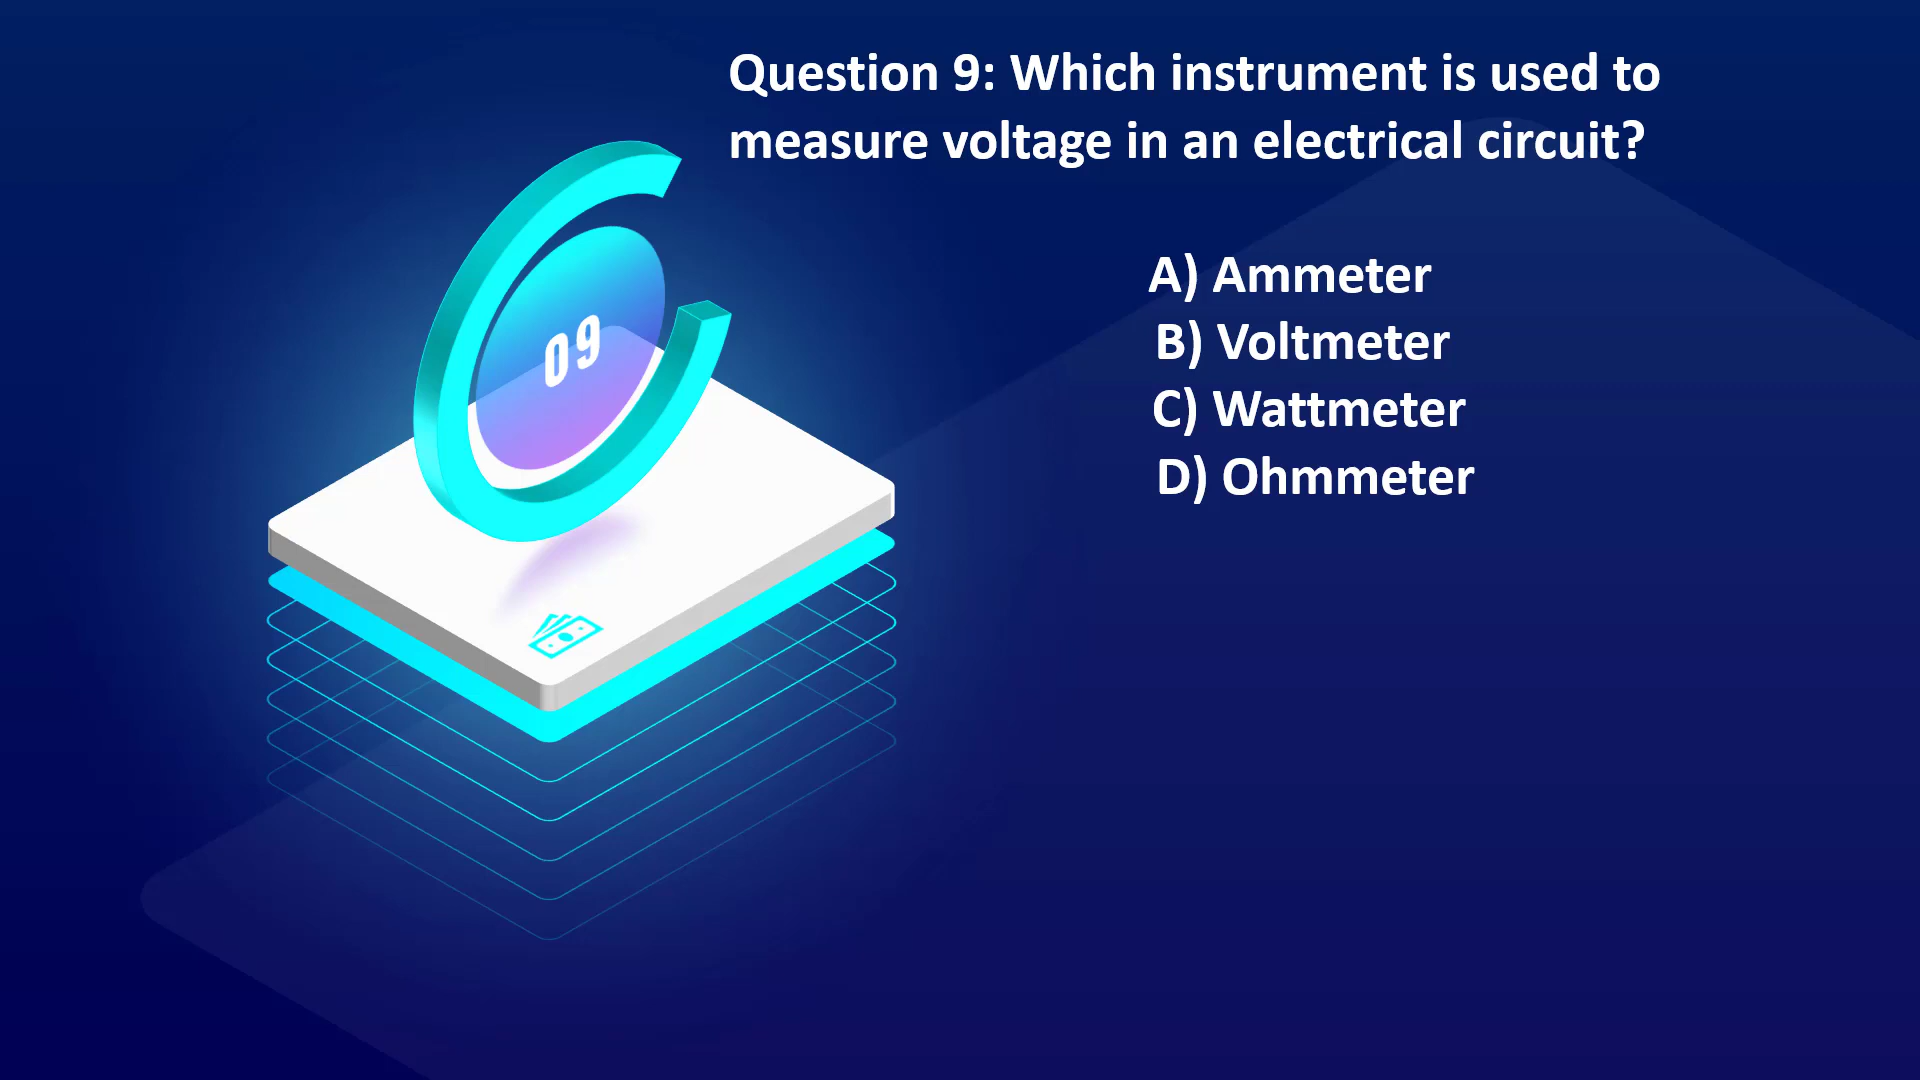 Question 9: Which instrument is used to
measure voltage in an electrical circuit?
A) Ammeter
B) Voltmeter
C) Wattmeter
D) Ohmmeter
09